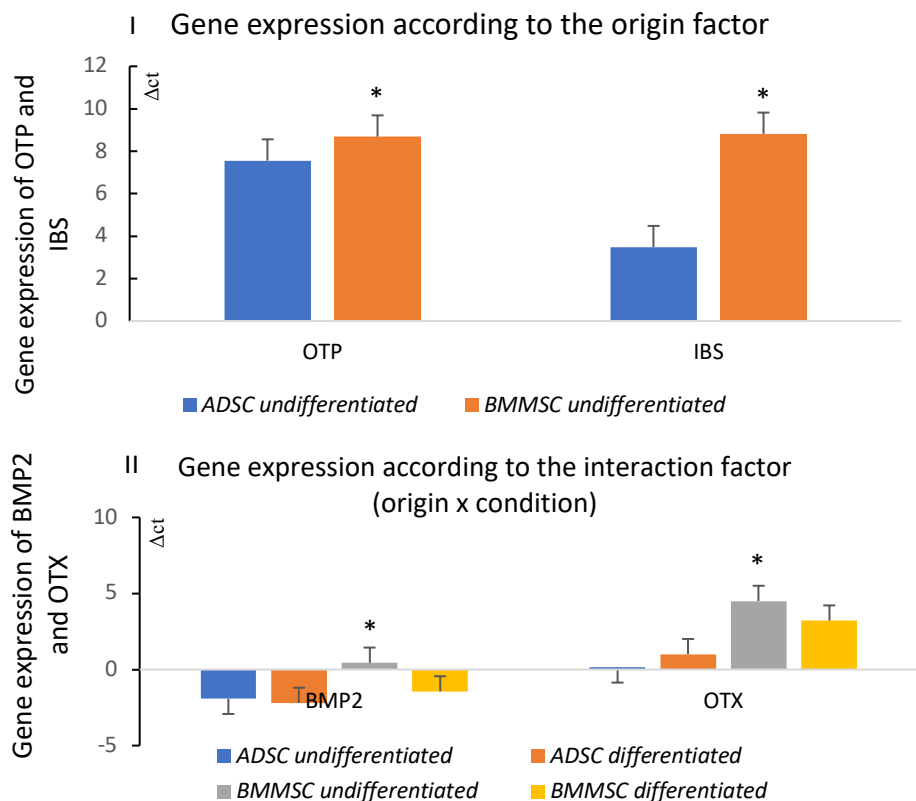 I Gene expression according to the origin factor
Gene expression of OTP and
IBS
Δct
12
10
8
6
4
2
0
*
*
OTP IBS
ADSC undifferentiated BMMSC undifferentiated
II Gene expression according to the interaction factor
(origin x condition)
Gene expression of BMP2
and OTX
Δct
10
5
0
-5
*
*
BMP2 OTX
ADSC undifferentiated ADSC differentiated
BMMSC undifferentiated BMMSC differentiated